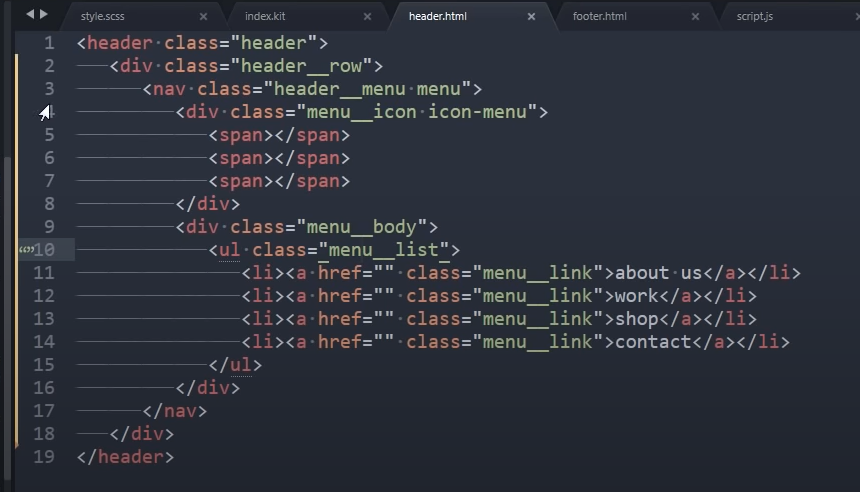 style.scss index.kit header.html footer.html script.js
1 <header class="header">
2 <div class="header__row">
3 <nav class="header__menu menu">
4 <div class="menu__icon icon-menu">
5 <span></span>
6 <span></span>
7 <span></span>
8 </div>
9 <div class="menu__body">
10 <ul class="menu__list">
11 <li><a href="" class="menu__link">about us</a></li>
12 <li><a href="" class="menu__link">work</a></li>
13 <li><a href="" class="menu__link">shop</a></li>
14 <li><a href="" class="menu__link">contact</a></li>
15 </ul>
16 </div>
17 </nav>
18 </div>
19 </header>